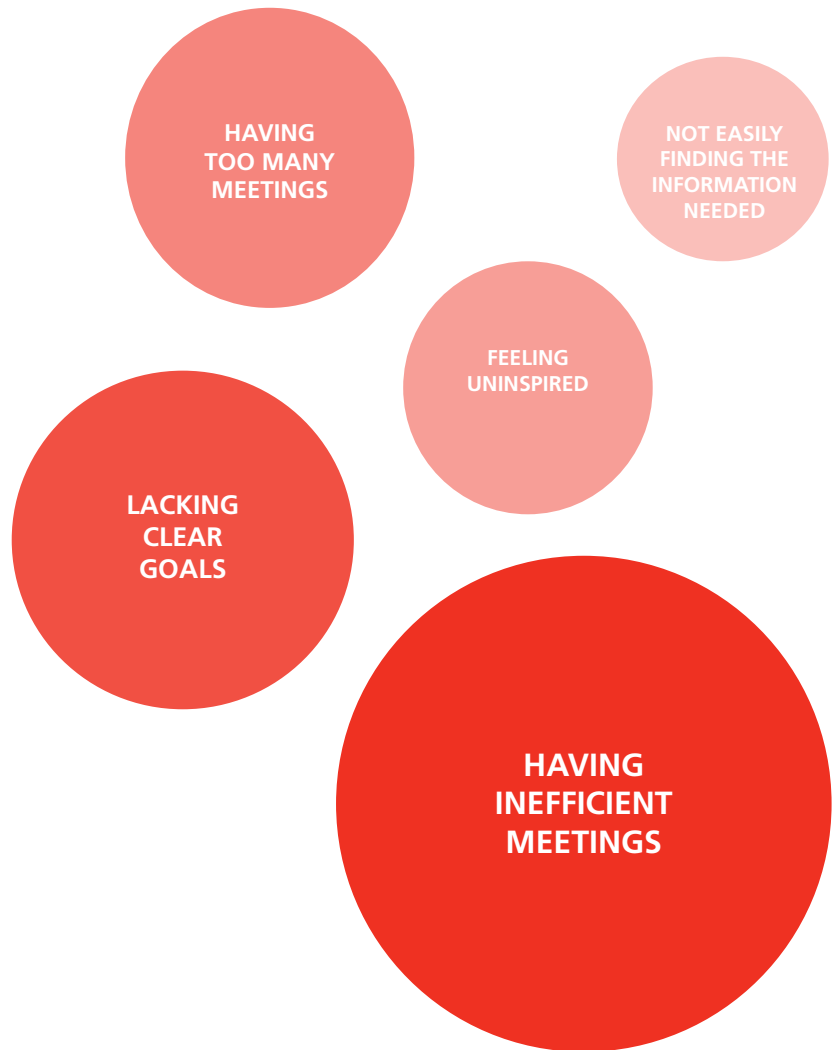 HAVING
TOO MANY
MEETINGS
NOT EASILY
FINDING THE
INFORMATION
NEEDED
FEELING
UNINSPIRED
LACKING
CLEAR
GOALS
HAVING
INEFFICIENT
MEETINGS